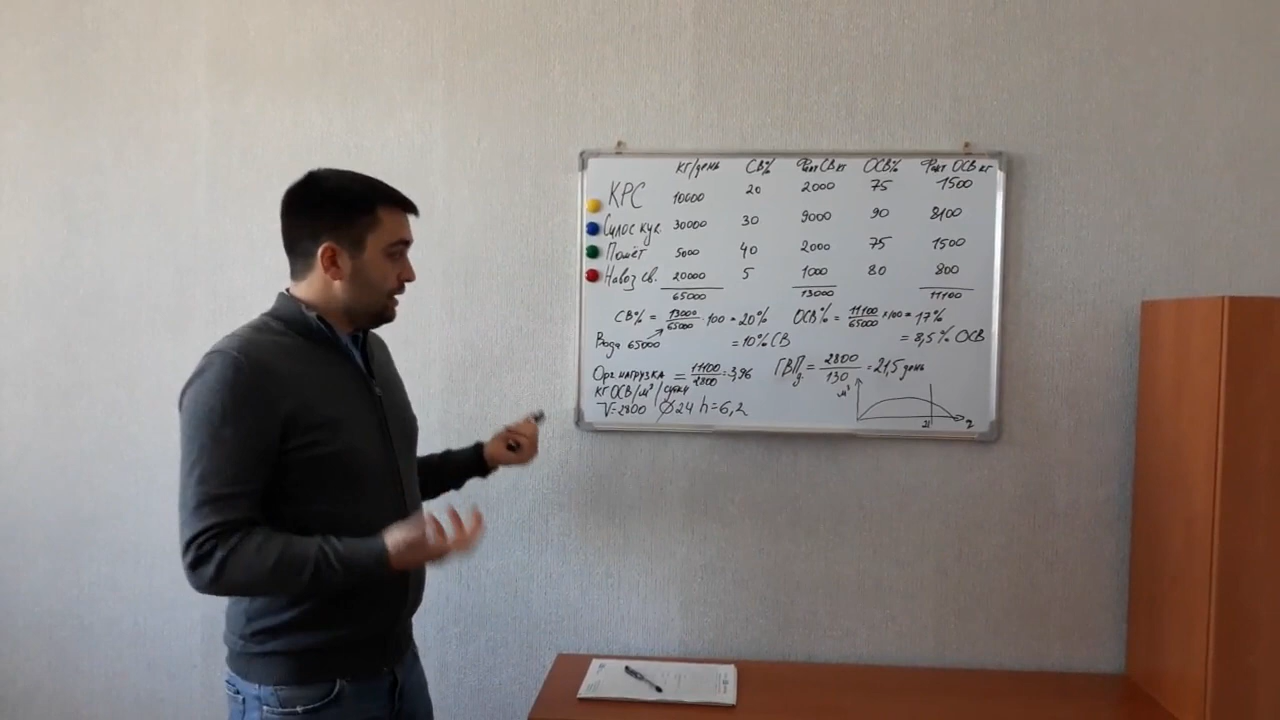 кг/день СВ% Факт СВ кг ОСВ% Факт ОСВ кг
КРС 10000 20 2000 75 1500
Силос кук. 30000 30 9000 90 8100
Помёт 5000 40 2000 75 1500
Навоз св. 20000 5 1000 80 800
65000 13000 11100
СВ% = 13000/65000 · 100 = 20% ОСВ% = 11100/65000 ×100 = 17%
Вода 65000 = 10% СВ = 8,5% ОСВ
Орг нагрузка = 11100/2800 = 3,96 ГВП д. = 2800/130 = 21,5 день
кг ОСВ/м³/сутки
V=2800 Ø24 h=6,2
м³ 21